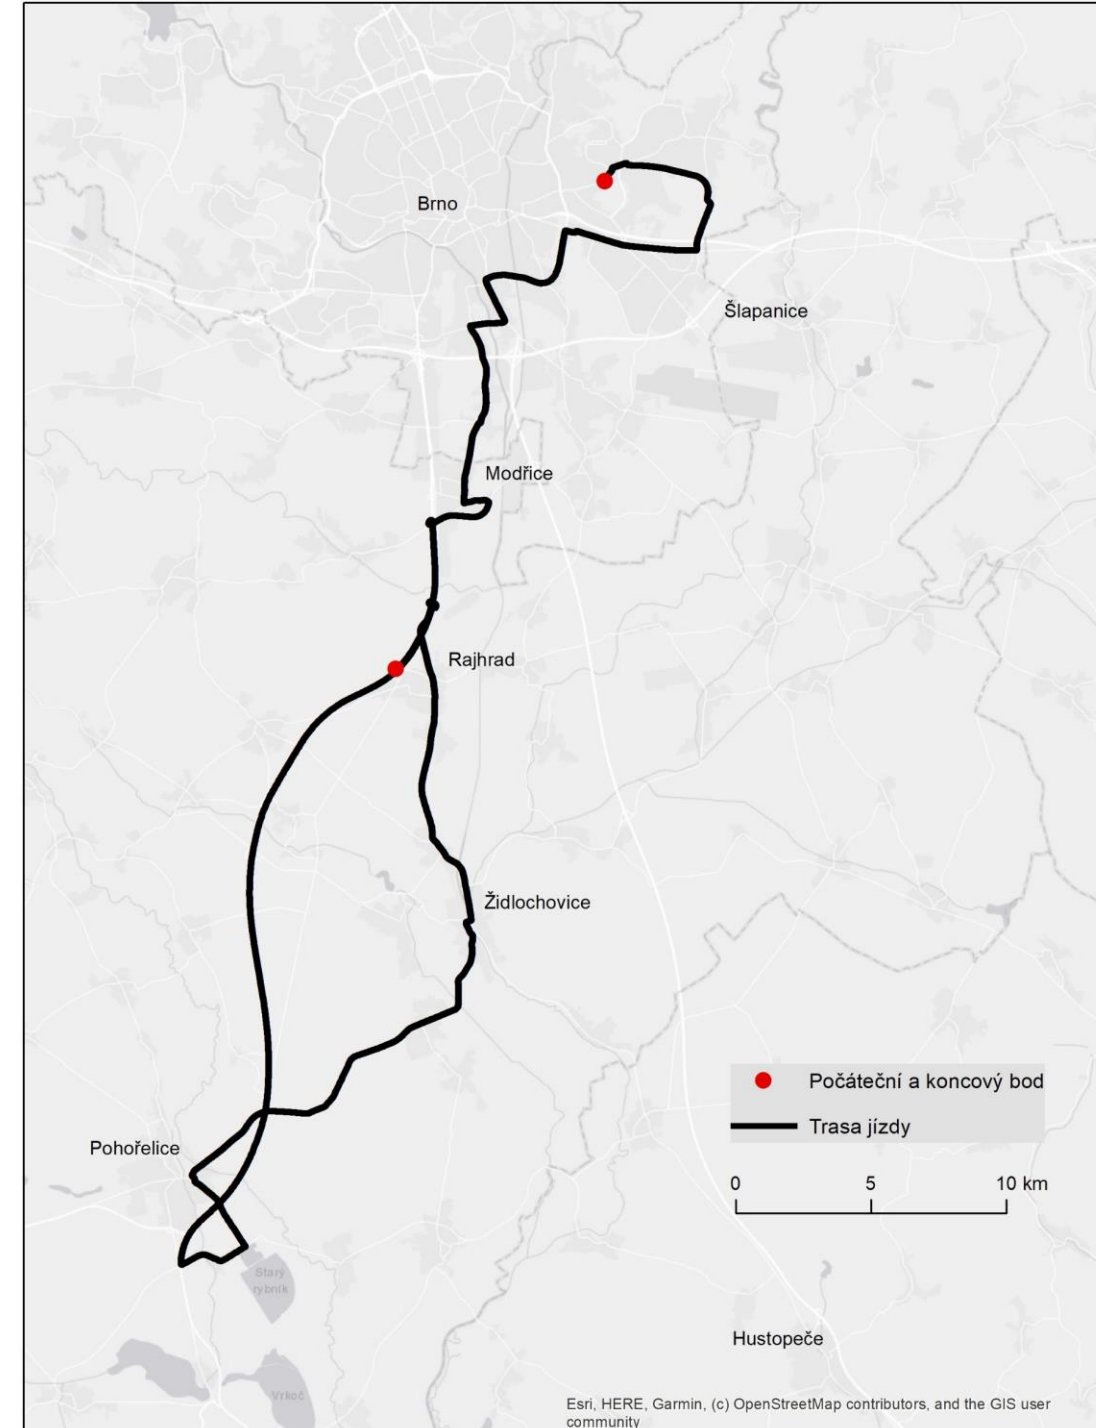 Brno
Šlapanice
Modřice
Rajhrad
Židlochovice
Počáteční a koncový bod
Trasa jízdy
Pohořelice
0 5 10 km
Starý
rybník
Hustopeče
Vrkoč
Esri, HERE, Garmin, (c) OpenStreetMap contributors, and the GIS user
community